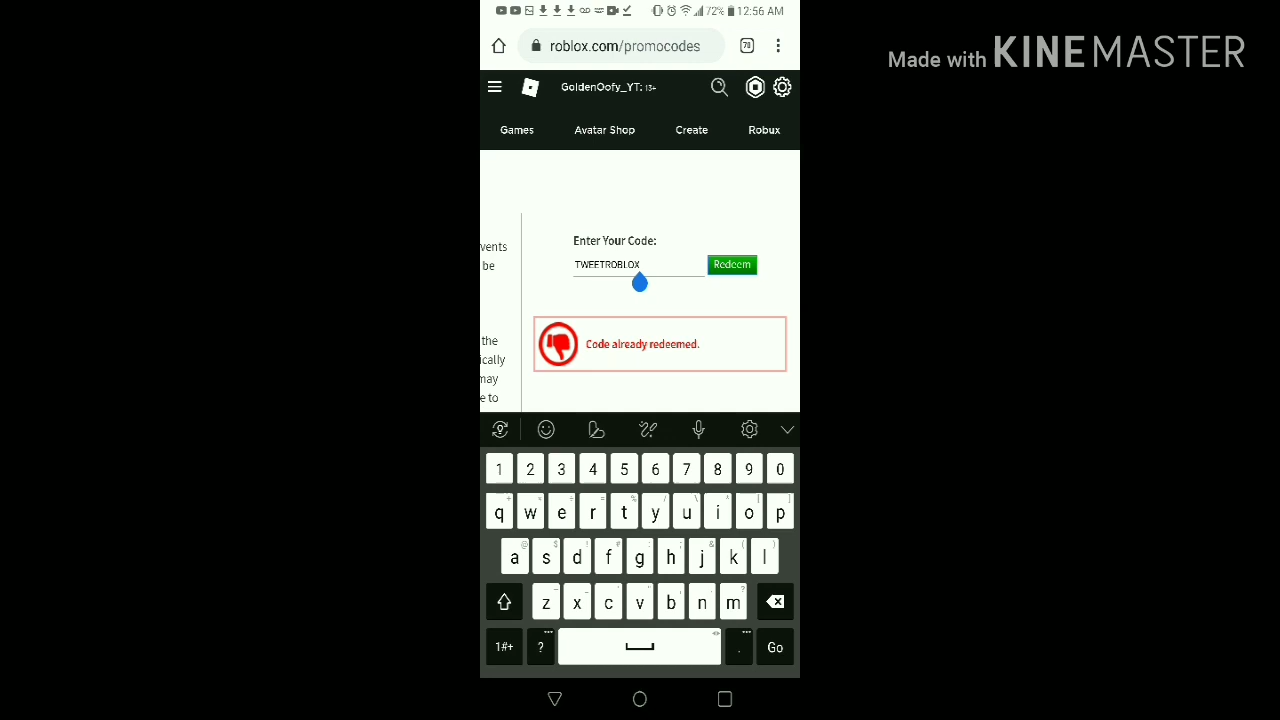 72% 12:56 AM
Made with KINEMASTER
roblox.com/promocodes
78
GoldenOofy_YT: 13+
Games Avatar Shop Create Robux
Enter Your Code:
vents
TWEETROBLOX Redeem
be
the
Code already redeemed.
ically
may
e to
1 2 3 4 5 6 7 8 9 0
q w e r t y u i o p
a s d f g h j k l
z x c v b n m
1#+ ? . Go